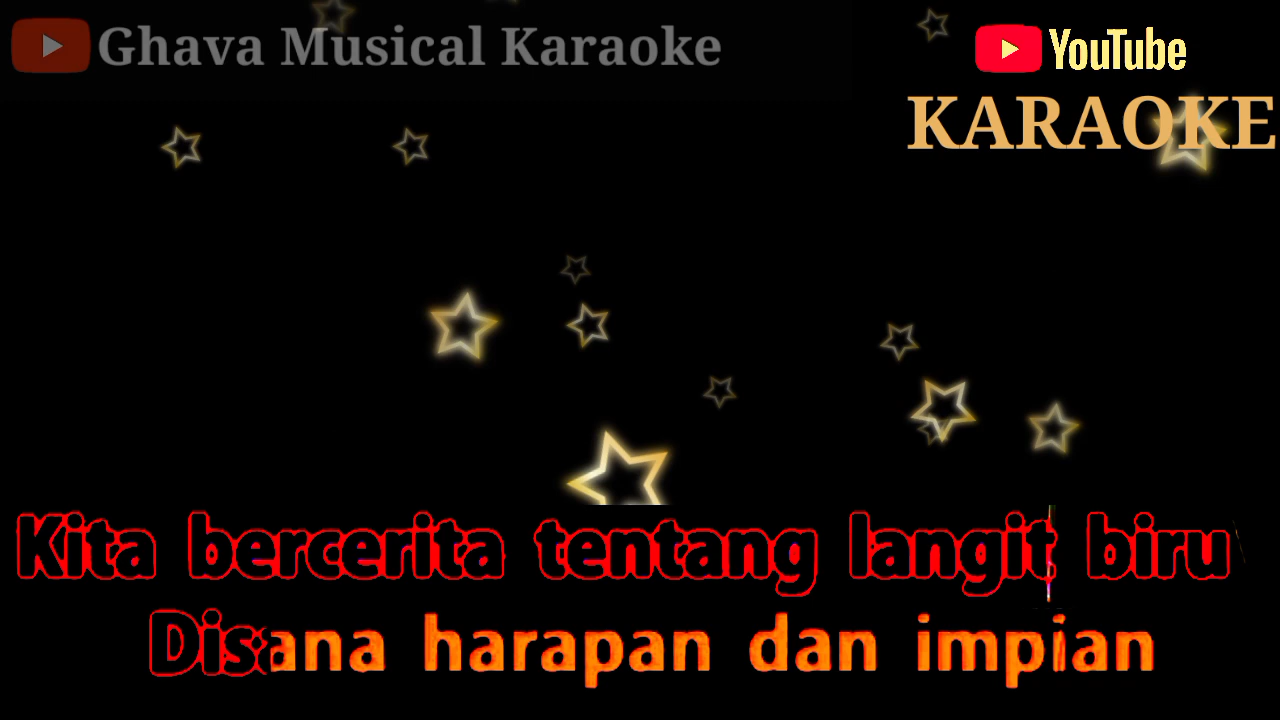 Ghava Musical Karaoke
YouTube
KARAOKE
Kita bercerita tentang langit biru
Disana harapan dan impian